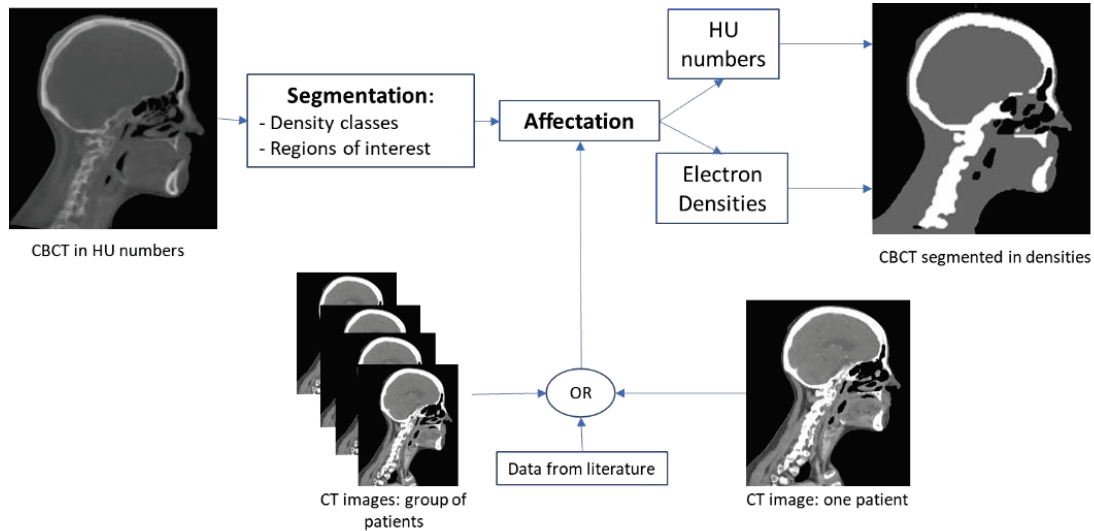 CBCT in HU numbers
Segmentation:
- Density classes
- Regions of interest
Affectation
HU
numbers
Electron
Densities
CBCT segmented in densities
CT images: group of
patients
OR
Data from literature
CT image: one patient